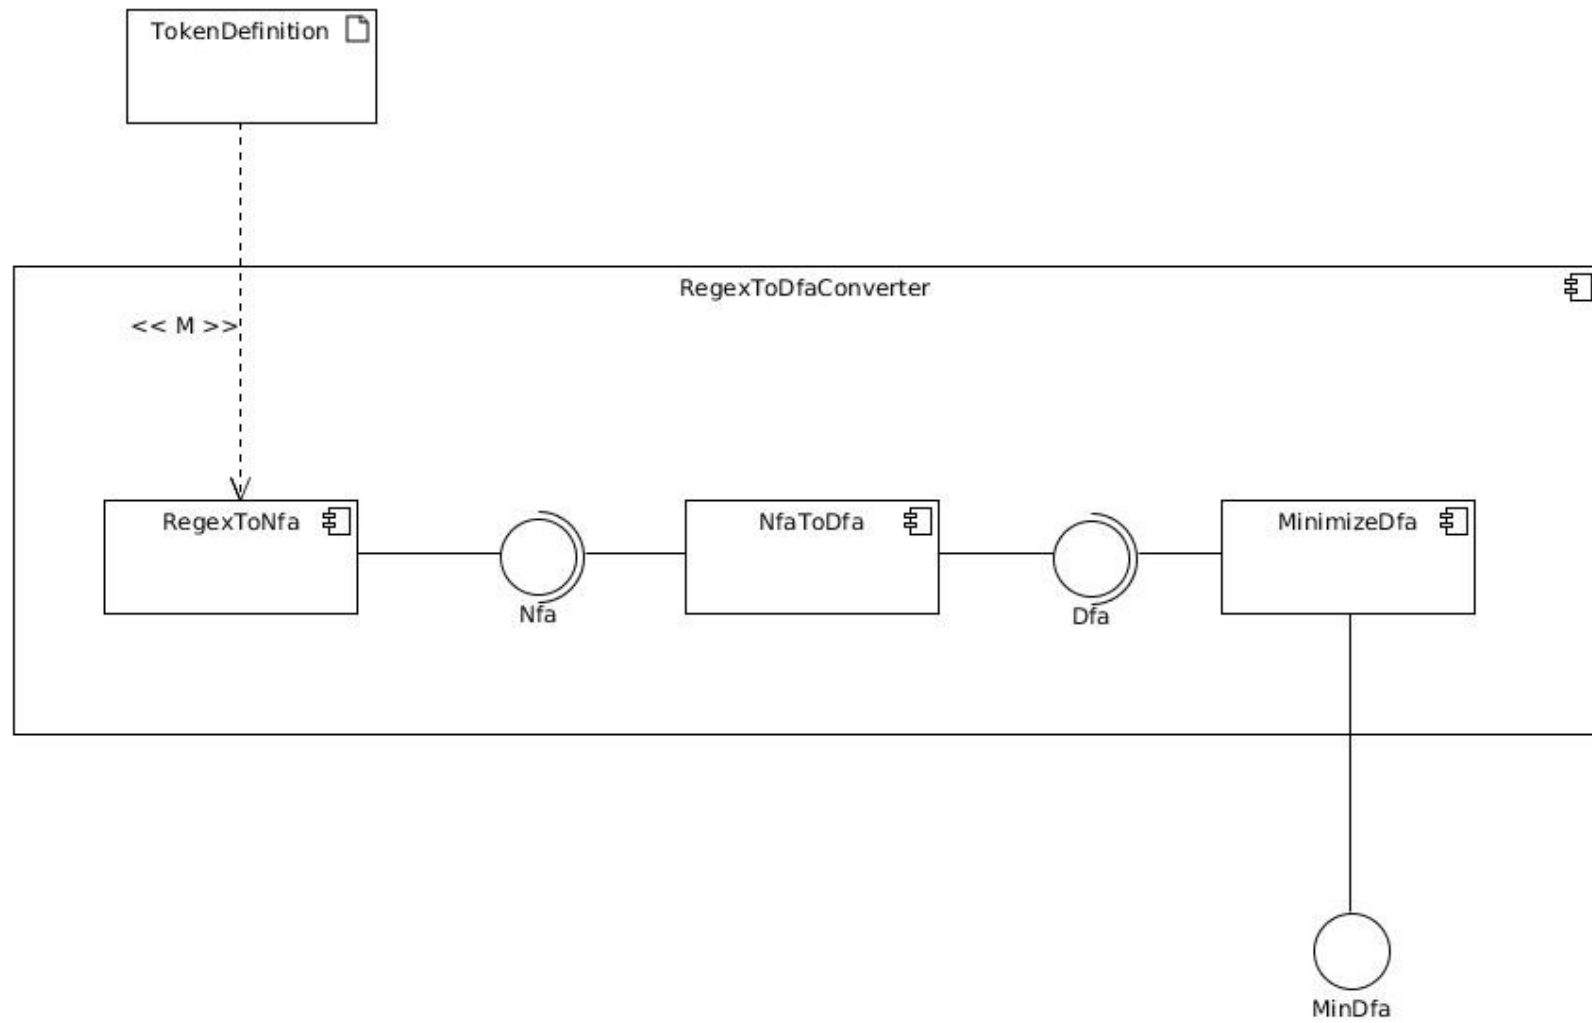 TokenDefinition
RegexToDfaConverter
<< M >>
RegexToNfa
NfaToDfa
MinimizeDfa
Nfa
Dfa
MinDfa